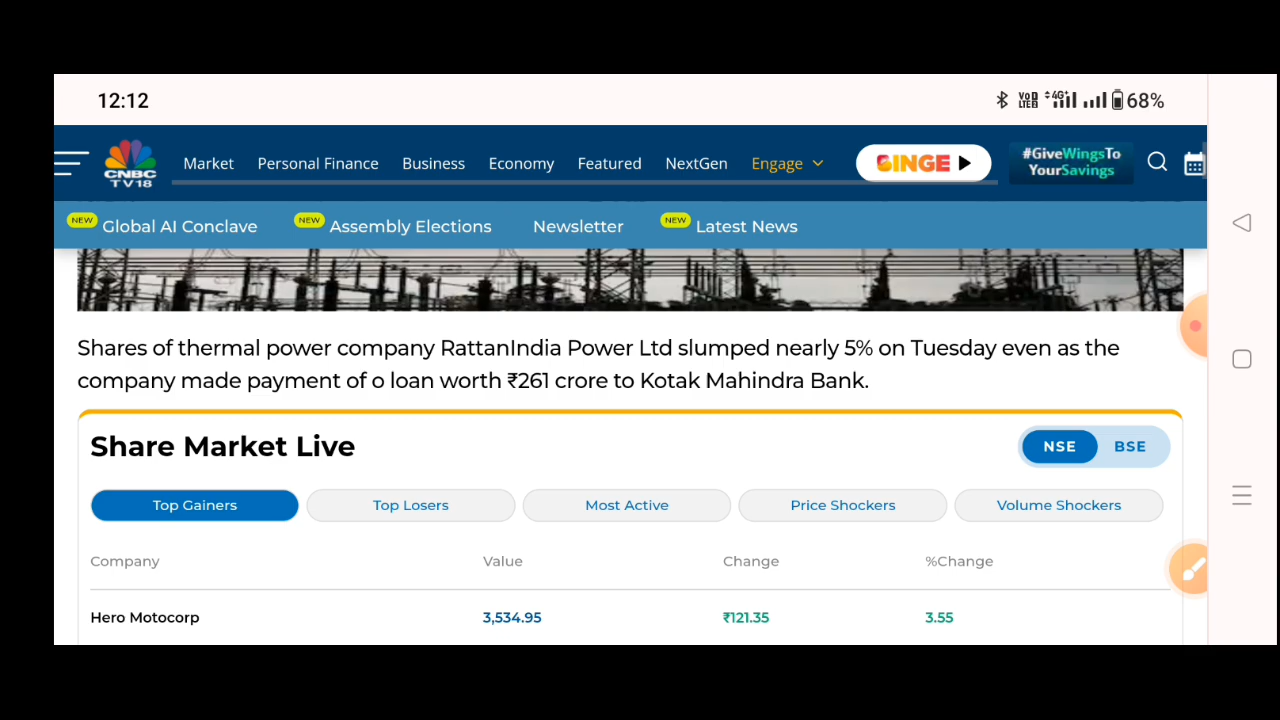 12:12
VoD LTED 4G+ 68%
CNBC TV18
Market Personal Finance Business Economy Featured NextGen Engage BINGE #GiveWingsTo YourSavings
NEW Global AI Conclave NEW Assembly Elections Newsletter NEW Latest News
Shares of thermal power company RattanIndia Power Ltd slumped nearly 5% on Tuesday even as the
company made payment of o loan worth ₹261 crore to Kotak Mahindra Bank.
Share Market Live NSE BSE
Top Gainers Top Losers Most Active Price Shockers Volume Shockers
Company Value Change %Change
Hero Motocorp 3,534.95 ₹121.35 3.55